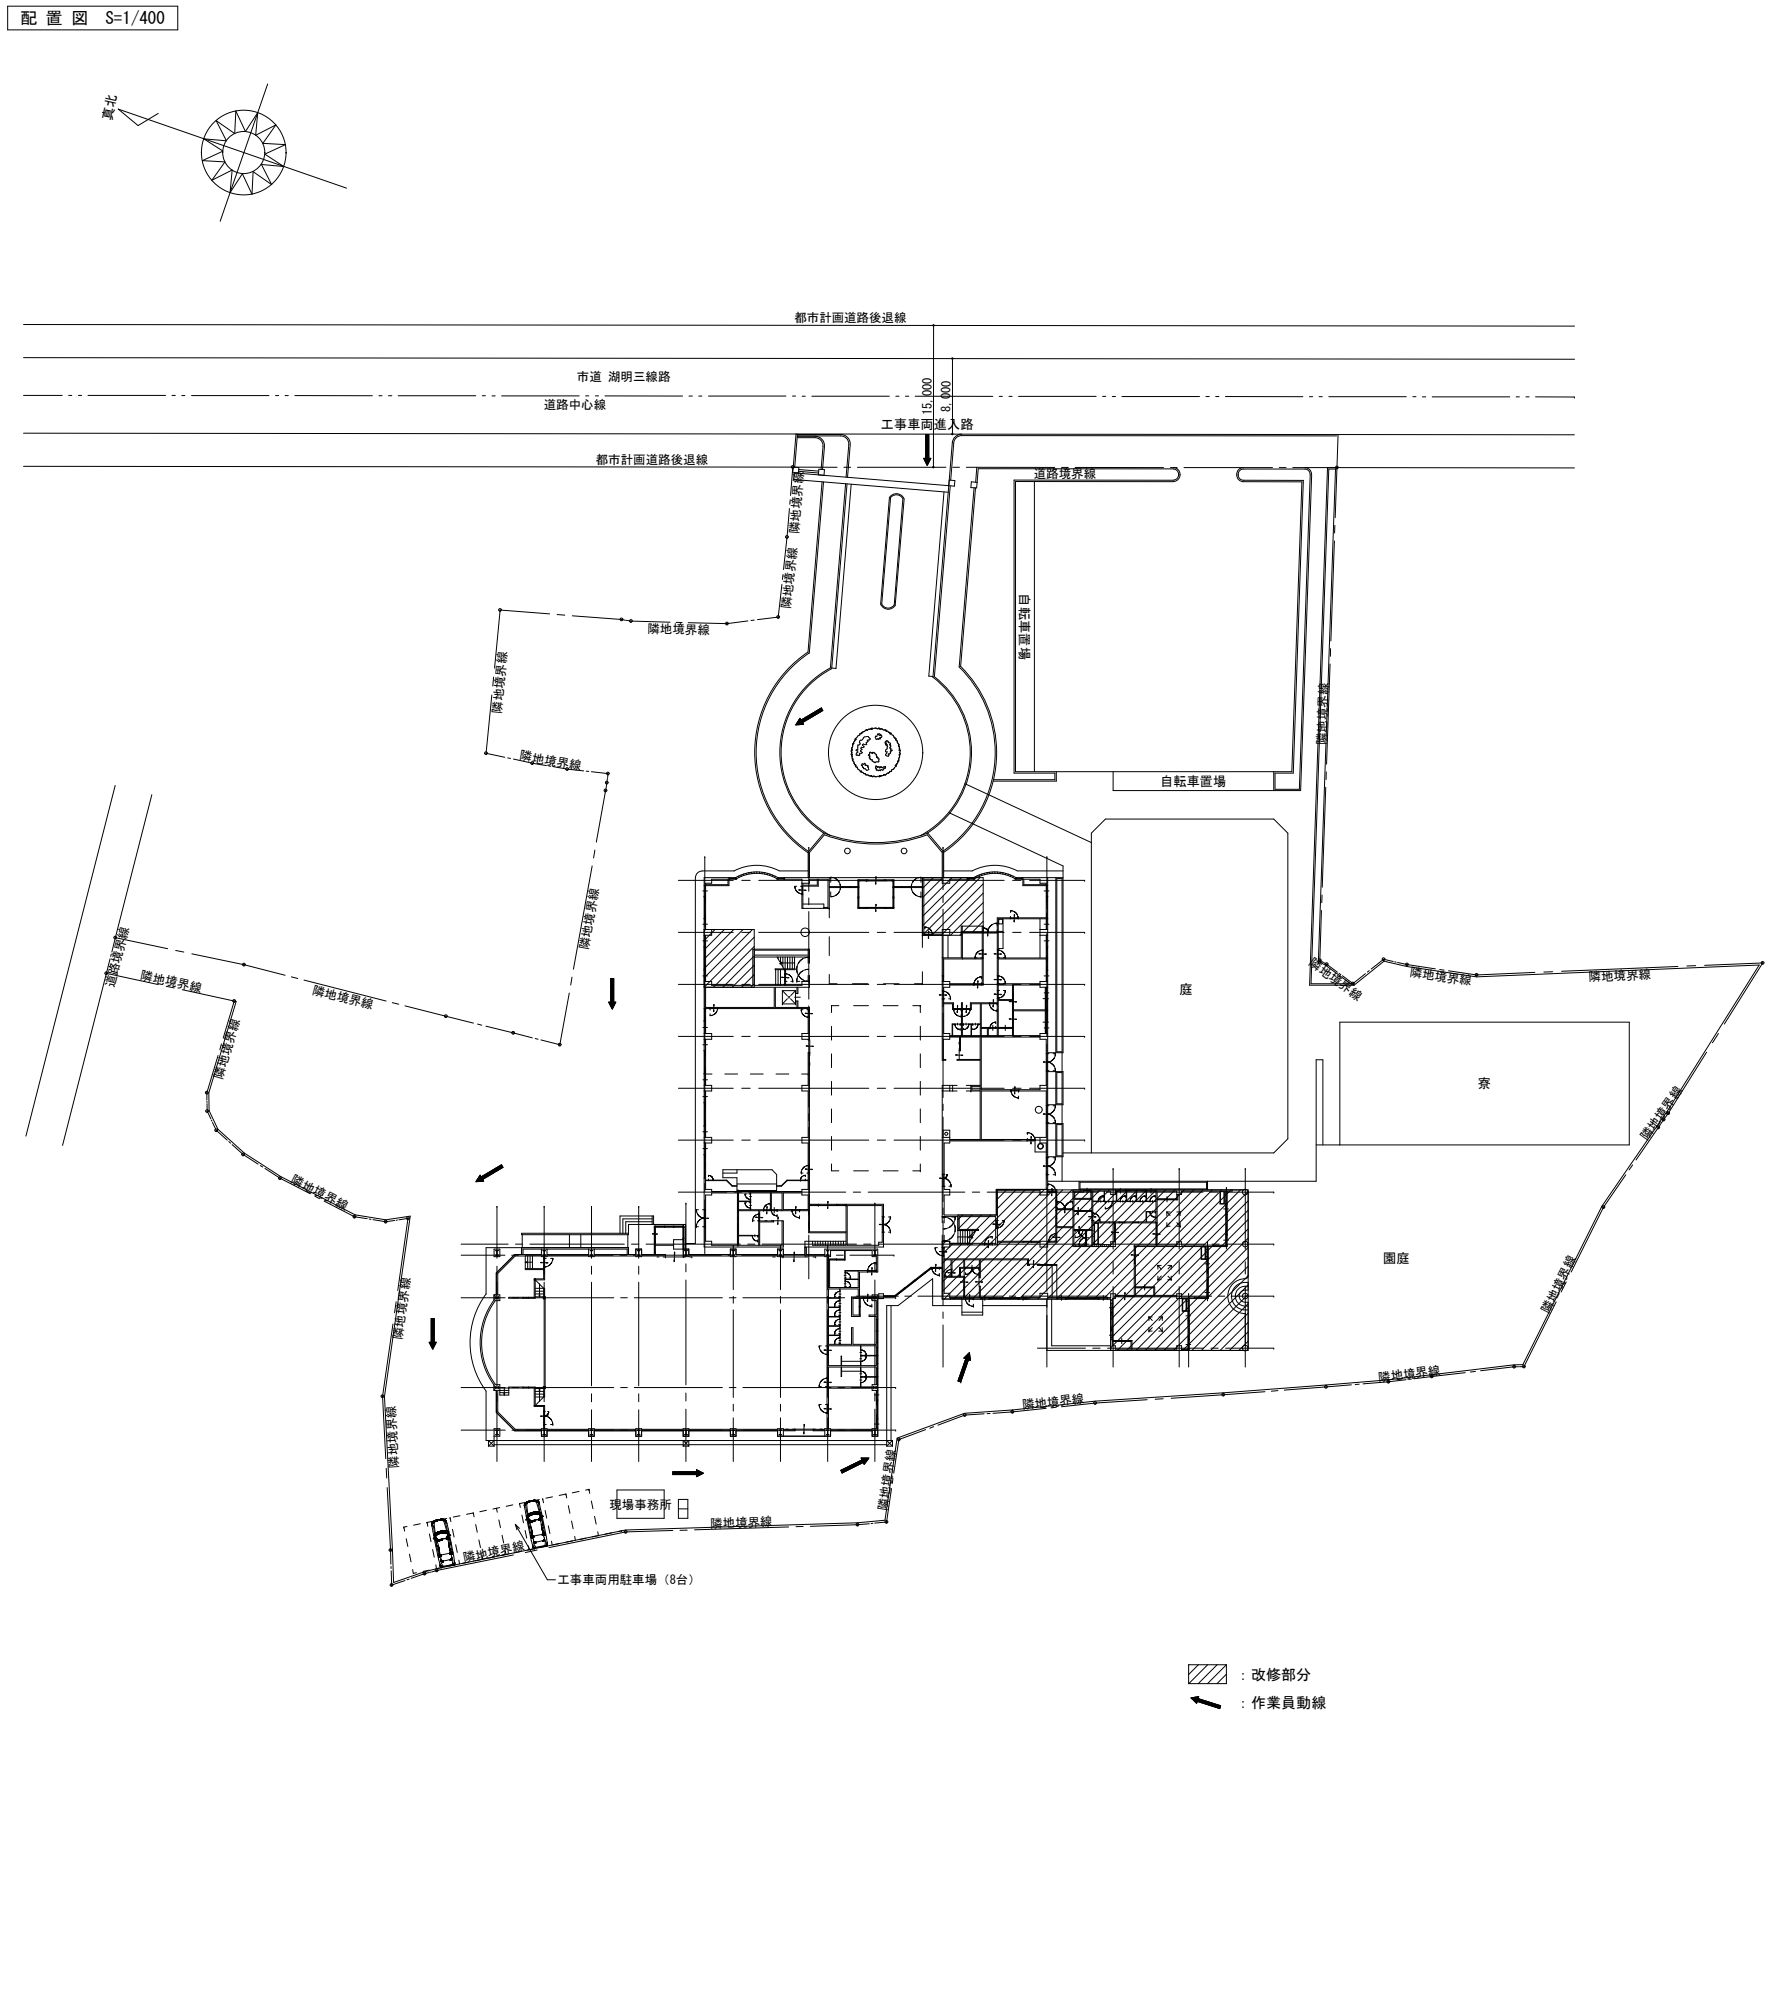 配 置 図 S=1/400
真北
都市計画道路後退線
市道 湖明三線路
15,000
8,000
道路中心線
工事車両進入路
都市計画道路後退線
道路境界線
隣地境界線
隣地境界線
自転車置場
隣地境界線
隣地境界線
隣地境界線
隣地境界線
自転車置場
隣地境界線
道路境界線
隣地境界線
隣地境界線
隣地境界線
隣地境界線
隣地境界線
庭
隣地境界線
寮
隣地境界線
隣地境界線
園庭
隣地境界線
隣地境界線
隣地境界線
隣地境界線
隣地境界線
隣地境界線
隣地境界線
現場事務所
隣地境界線
隣地境界線
工事車両用駐車場（8台）
：改修部分
：作業員動線